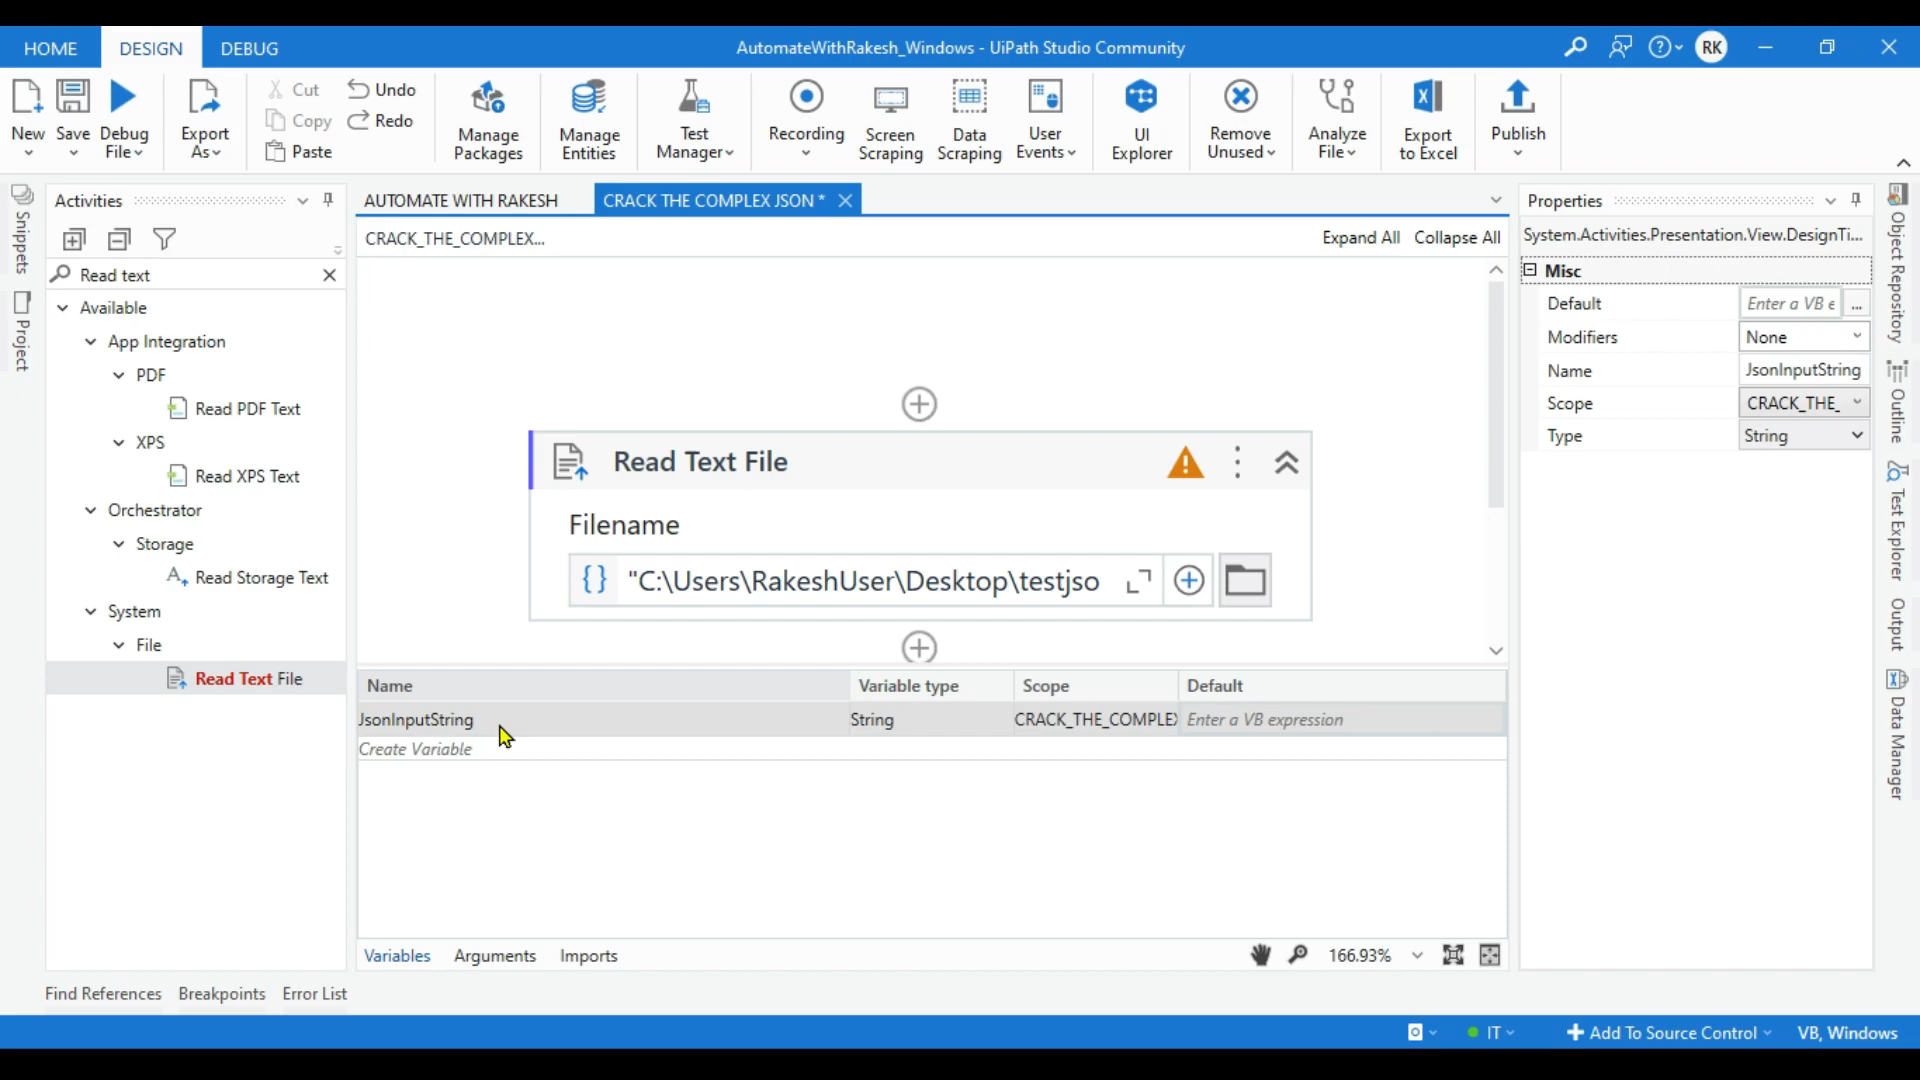 HOME DESIGN DEBUG AutomateWithRakesh_Windows - UiPath Studio Community RK
New Save Debug File Export As Cut Copy Paste Undo Redo Manage Packages Manage Entities Test Manager Recording Screen Scraping Data Scraping User Events UI Explorer Remove Unused Analyze File Export to Excel Publish
Snippets
Project
Activities
Read text
Available
App Integration
PDF
Read PDF Text
XPS
Read XPS Text
Orchestrator
Storage
Read Storage Text
System
File
Read Text File
AUTOMATE WITH RAKESH CRACK THE COMPLEX JSON *
CRACK_THE_COMPLEX... Expand All Collapse All
Read Text File
Filename
{} "C:\Users\RakeshUser\Desktop\testjso
Name Variable type Scope Default
JsonInputString String CRACK_THE_COMPLEX Enter a VB expression
Create Variable
Variables Arguments Imports 166.93%
Properties
System.Activities.Presentation.View.DesignTi...
Misc
Default Enter a VB e ...
Modifiers None
Name JsonInputString
Scope CRACK_THE_
Type String
Object Repository
Outline
Test Explorer
Output
Data Manager
Find References Breakpoints Error List
IT Add To Source Control VB, Windows